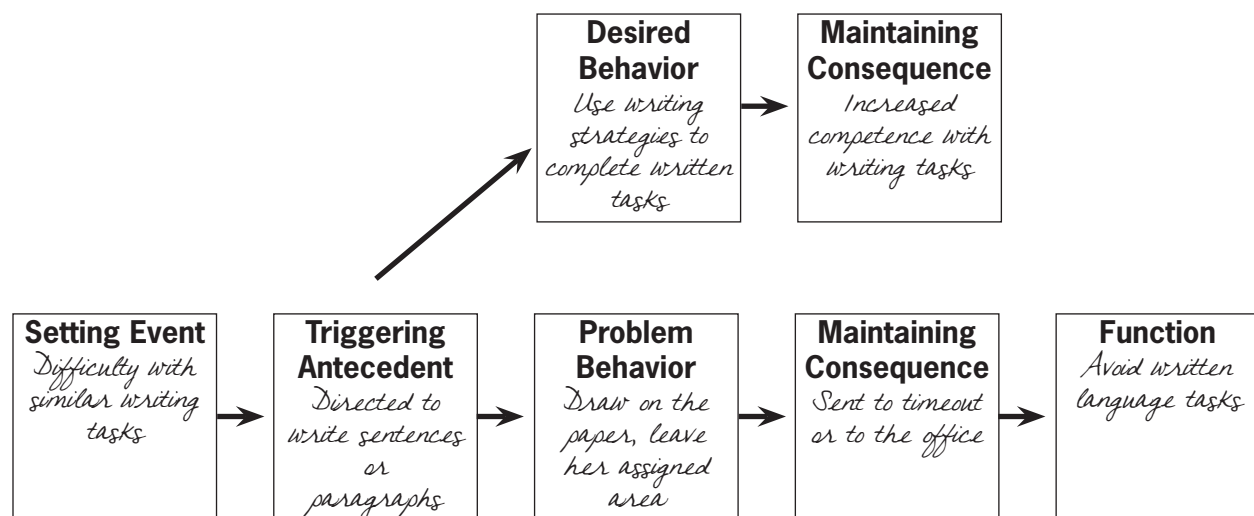 Desired
Behavior
Use writing
strategies to
complete written
tasks
Maintaining
Consequence
Increased
competence with
writing tasks
Setting Event
Difficulty with
similar writing
tasks
Triggering
Antecedent
Directed to
write sentences
or
paragraphs
Problem
Behavior
Draw on the
paper, leave
her assigned
area
Maintaining
Consequence
Sent to timeout
or to the office
Function
Avoid written
language tasks